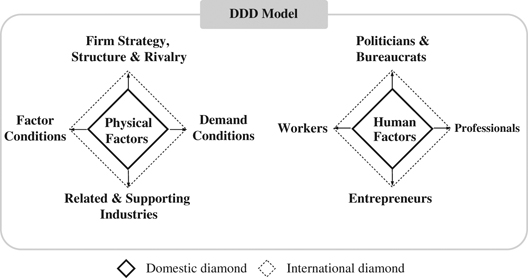 DDD Model
Firm Strategy,
Structure & Rivalry
Factor
Conditions
Physical
Factors
Demand
Conditions
Related & Supporting
Industries
Politicians &
Bureaucrats
Workers
Human
Factors
Professionals
Entrepreneurs
Domestic diamond
International diamond